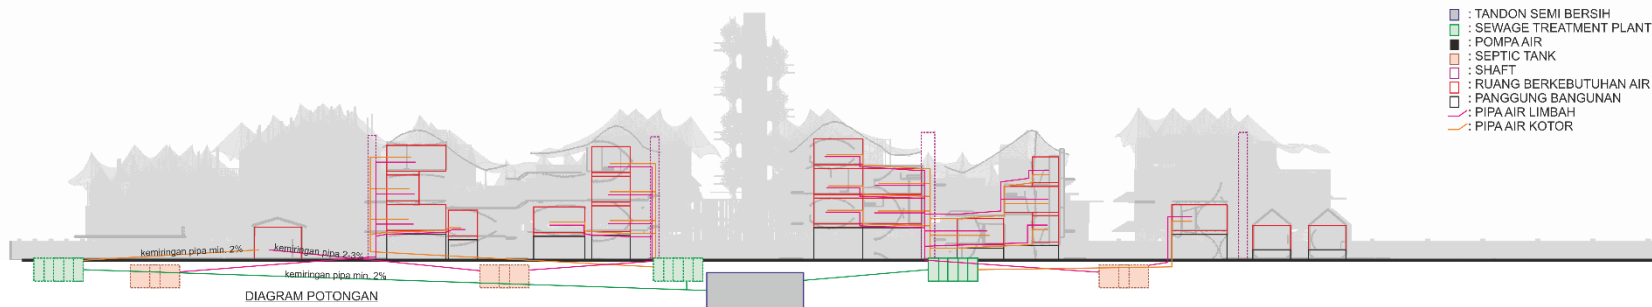 : TANDON SEMI BERSIH
: SEWAGE TREATMENT PLANT
: POMPA AIR
: SEPTIC TANK
: SHAFT
: RUANG BERKEBUTUHAN AIR
: PANGGUNG BANGUNAN
: PIPA AIR LIMBAH
: PIPA AIR KOTOR
kemiringan pipa min. 2%
kemiringan pipa 2-3%
kemiringan pipa min. 2%
DIAGRAM POTONGAN